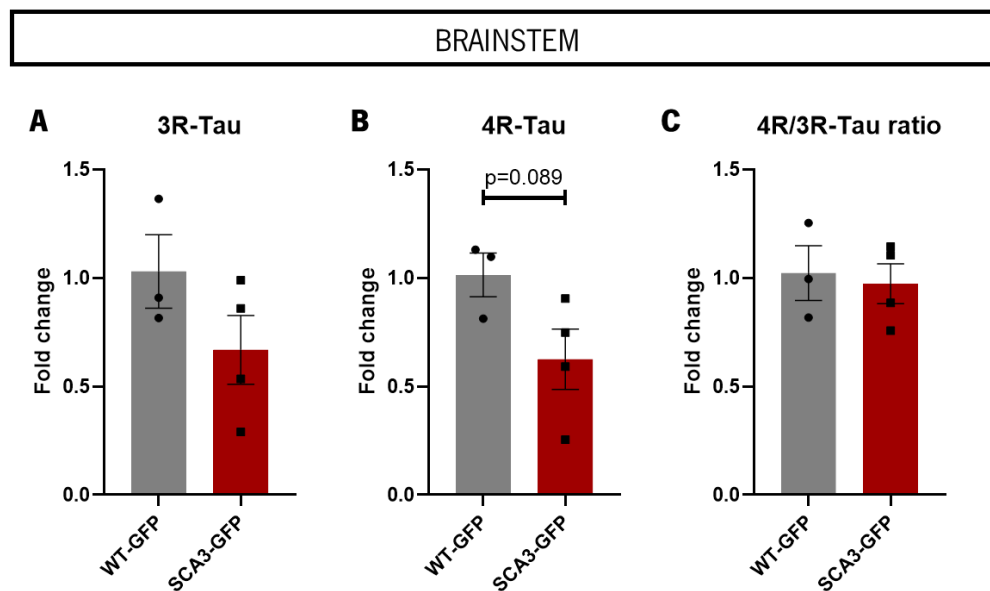 BRAINSTEM
A
3R-Tau
Fold change
1.5
1.0
0.5
0.0
WT-GFP
SCA3-GFP
B
4R-Tau
Fold change
1.5
1.0
0.5
0.0
p=0.089
WT-GFP
SCA3-GFP
C
4R/3R-Tau ratio
Fold change
1.5
1.0
0.5
0.0
WT-GFP
SCA3-GFP